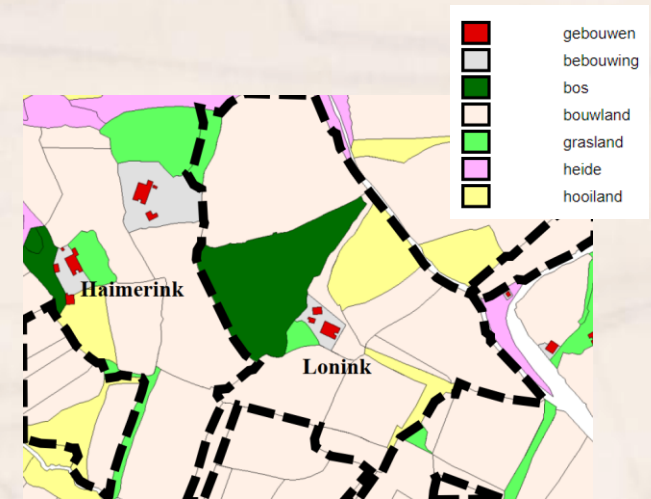 gebouwen
bebouwing
bos
bouwland
grasland
heide
hooiland
Haimerink
Lonink